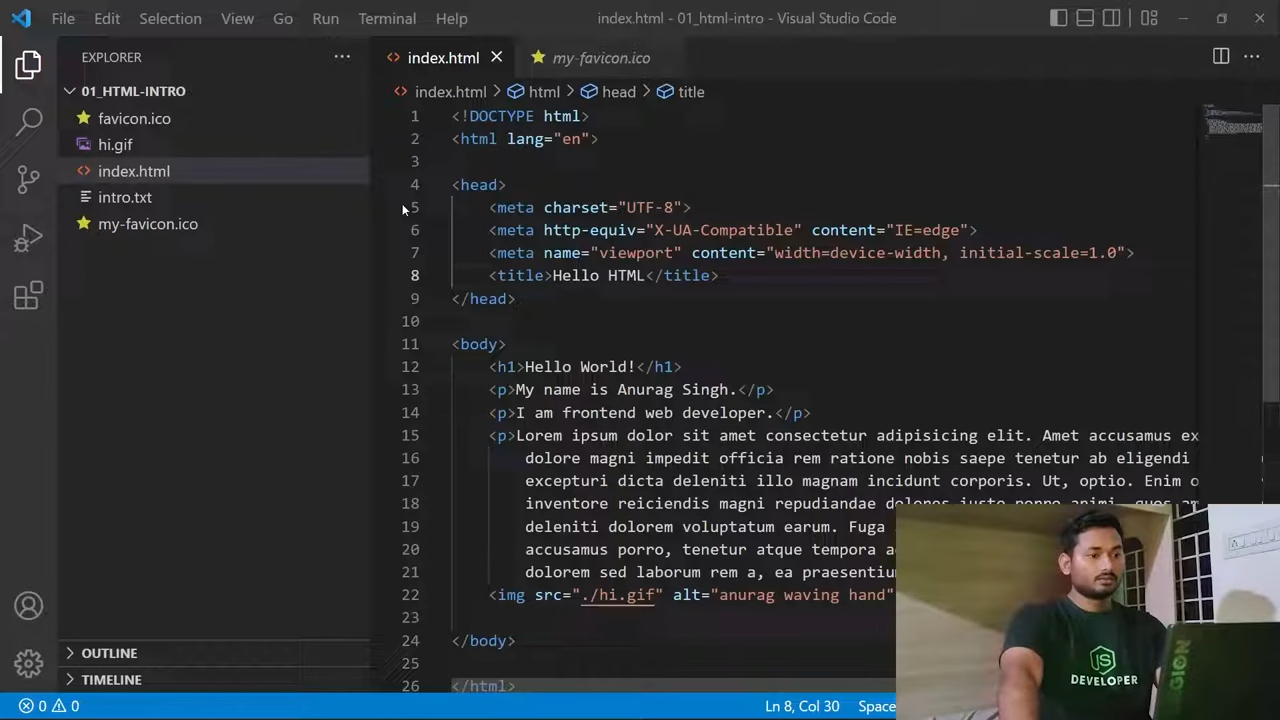 File Edit Selection View Go Run Terminal Help index.html - 01_html-intro - Visual Studio Code
EXPLORER
01_HTML-INTRO
favicon.ico
hi.gif
index.html
intro.txt
my-favicon.ico
OUTLINE
TIMELINE
index.html my-favicon.ico
index.html > html > head > title
1 <!DOCTYPE html>
2 <html lang="en">
3
4 <head>
5 <meta charset="UTF-8">
6 <meta http-equiv="X-UA-Compatible" content="IE=edge">
7 <meta name="viewport" content="width=device-width, initial-scale=1.0">
8 <title>Hello HTML</title>
9 </head>
10
11 <body>
12 <h1>Hello World!</h1>
13 <p>My name is Anurag Singh.</p>
14 <p>I am frontend web developer.</p>
15 <p>Lorem ipsum dolor sit amet consectetur adipisicing elit. Amet accusamus ex
16 dolore magni impedit officia rem ratione nobis saepe tenetur ab eligendi
17 excepturi dicta deleniti illo magnam incidunt corporis. Ut, optio. Enim o
18 inventore reiciendis magni repudiandae dolores
19 deleniti dolorem voluptatum earum. Fuga
20 accusamus porro, tenetur atque tempora a
21 dolorem sed laborum rem a, ea praesentiu
22 <img src="./hi.gif" alt="anurag waving hand"
23
24 </body>
25
26 </html>
JS
DEVELOPER
GION
0 0 Ln 8, Col 30 Space